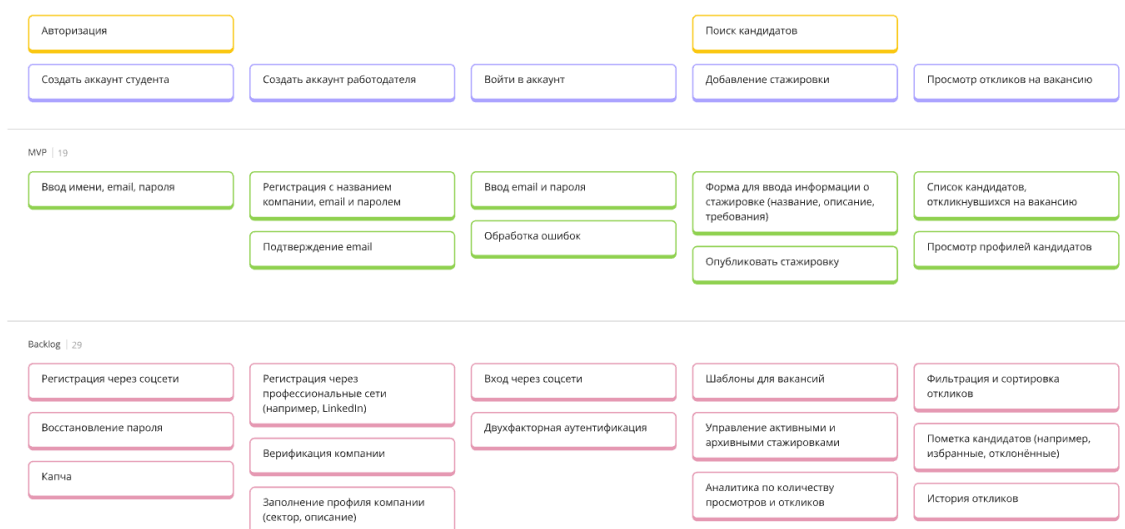 Авторизация
Поиск кандидатов
Создать аккаунт студента
Создать аккаунт работодателя
Войти в аккаунт
Добавление стажировки
Просмотр откликов на вакансию
MVP | 19
Ввод имени, email, пароля
Регистрация с названием
компании, email и паролем
Подтверждение email
Ввод email и пароля
Обработка ошибок
Форма для ввода информации о
стажировке (название, описание,
требования)
Опубликовать стажировку
Список кандидатов,
откликнувшихся на вакансию
Просмотр профилей кандидатов
Backlog | 29
Регистрация через соцсети
Восстановление пароля
Капча
Регистрация через
профессиональные сети
(например, LinkedIn)
Верификация компании
Заполнение профиля компании
(сектор, описание)
Вход через соцсети
Двухфакторная аутентификация
Шаблоны для вакансий
Управление активными и
архивными стажировками
Аналитика по количеству
просмотров и откликов
Фильтрация и сортировка
откликов
Пометка кандидатов (например,
избранные, отклонённые)
История откликов